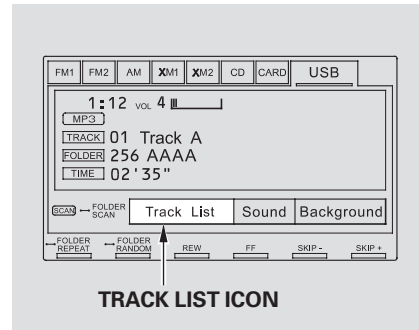 FM1 FM2 AM XM1 XM2 CD CARD USB
1:12 VOL 4
MP3
TRACK 01 Track A
FOLDER 256 AAAA
TIME 02'35"
SCAN FOLDER SCAN Track List Sound Background
FOLDER REPEAT FOLDER RANDOM REW FF SKIP - SKIP +
TRACK LIST ICON